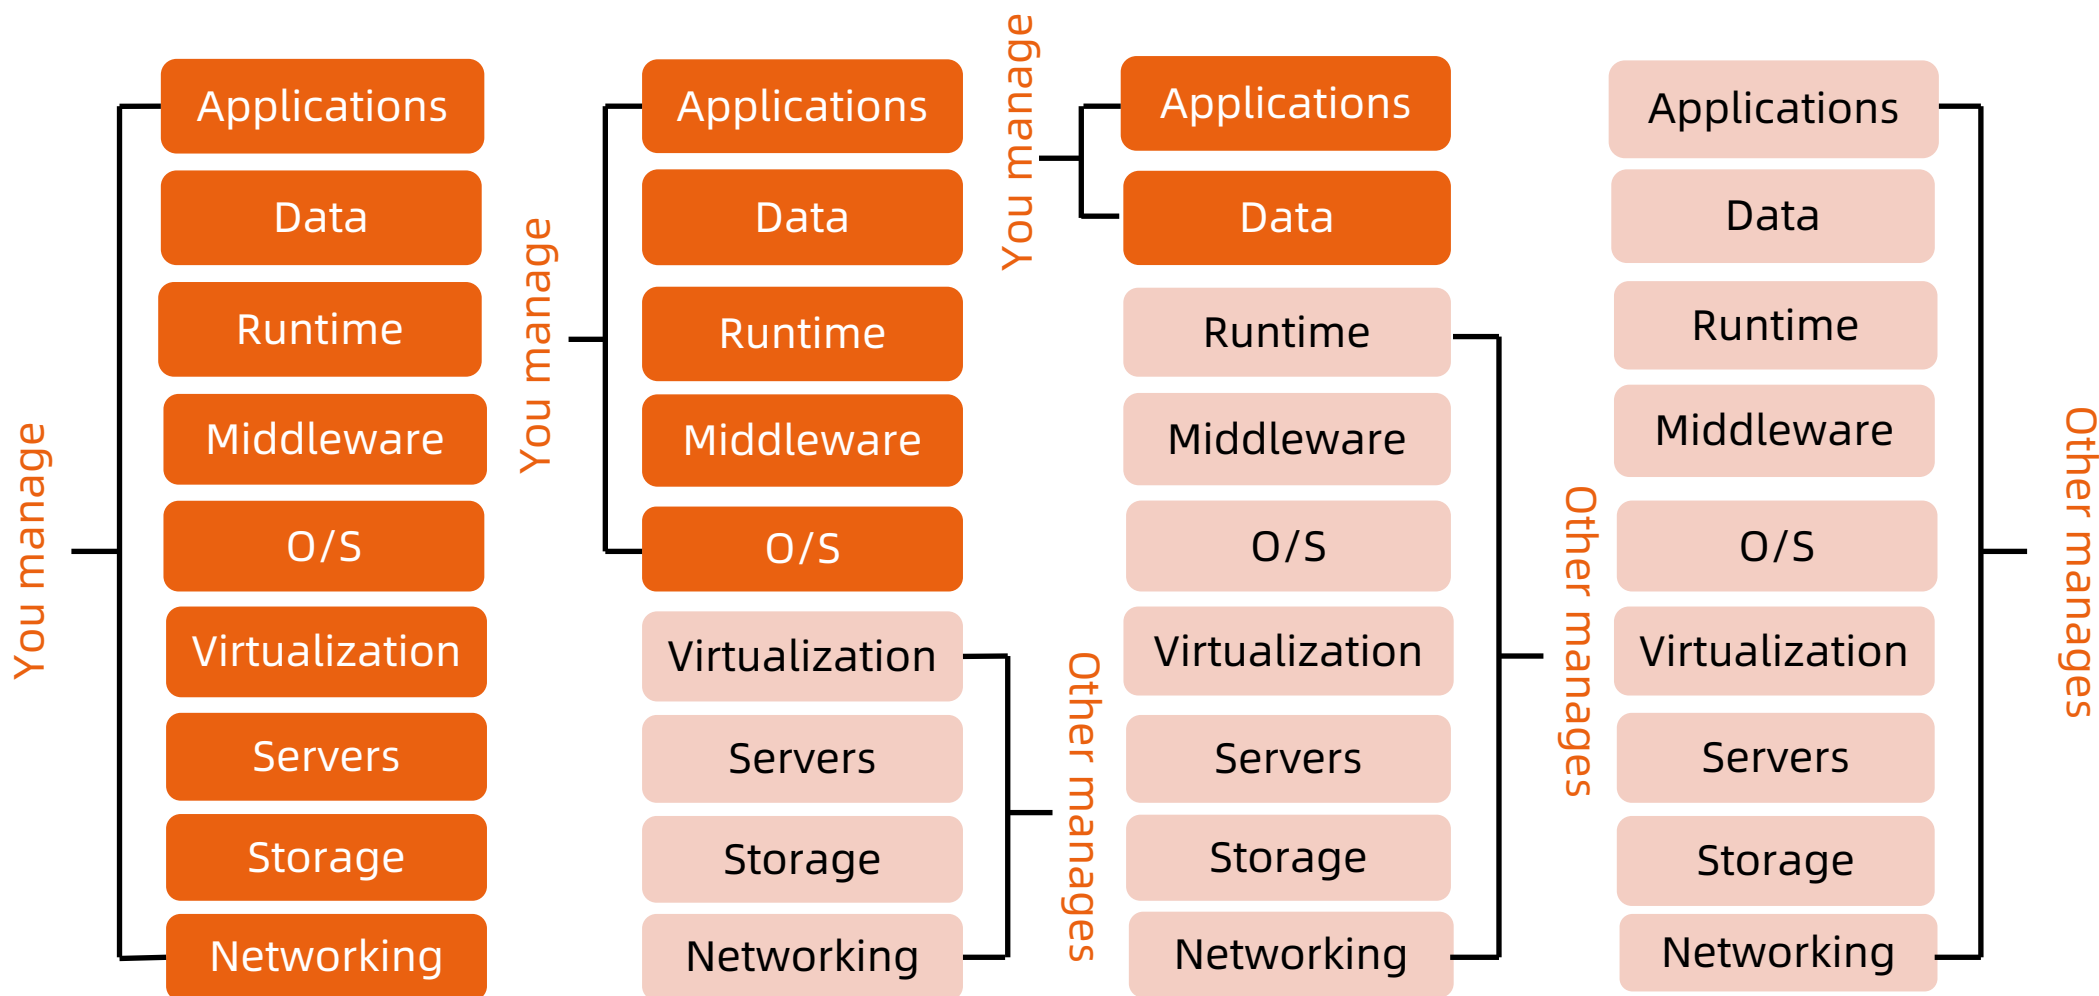 You manage
Applications
Data
Runtime
Middleware
O/S
Virtualization
Servers
Storage
Networking
You manage
Applications
Data
Runtime
Middleware
O/S
Virtualization
Servers
Storage
Networking
Other manages
You manage
Applications
Data
Runtime
Middleware
O/S
Virtualization
Servers
Storage
Networking
Other manages
Applications
Data
Runtime
Middleware
O/S
Virtualization
Servers
Storage
Networking
Other manages